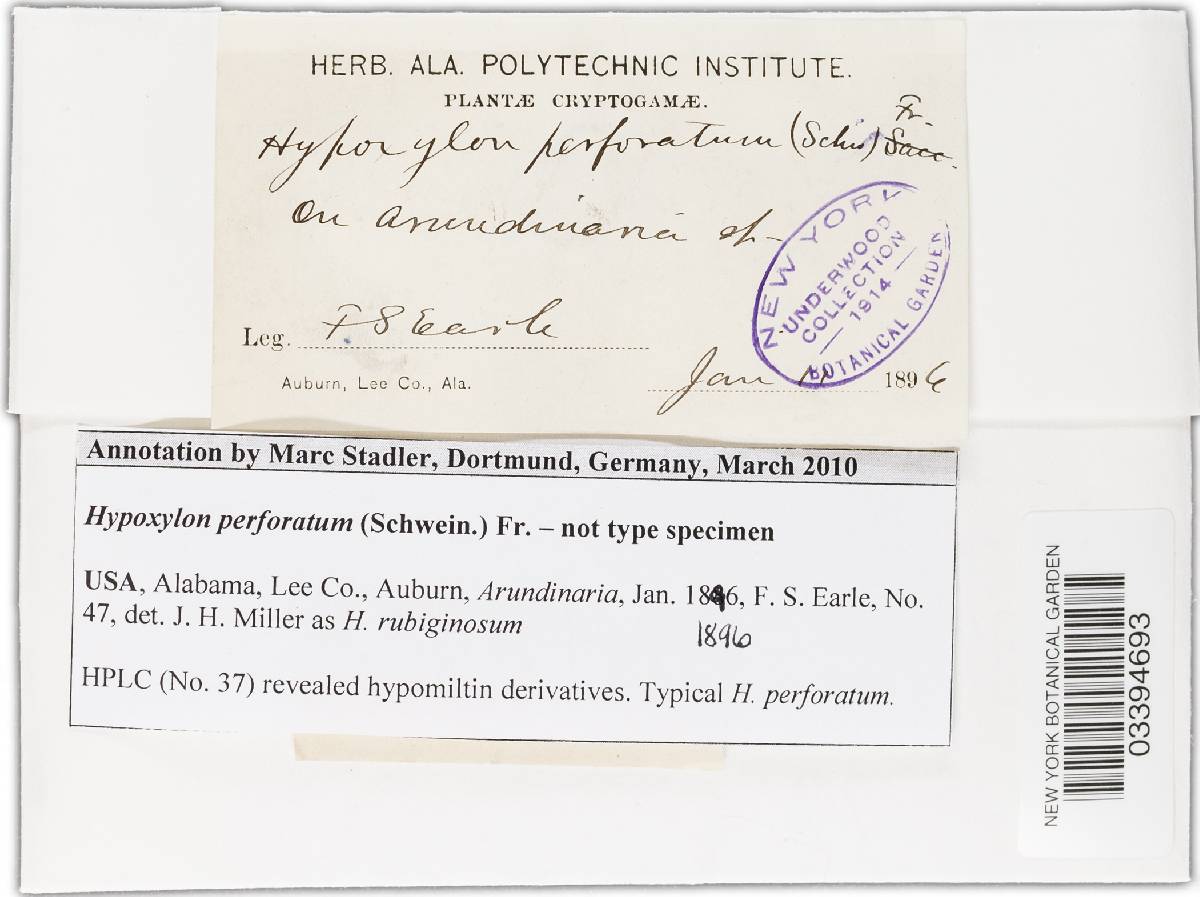 HERB. ALA. POLYTECHNIC INSTITUTE.
PLANTÆ CRYPTOGAMÆ.
Fr.
Hypoxylon perforatum (Schw) Sacc.
On Arundinaria sp-
NEW YORK
BOTANICAL GARDEN
UNDERWOOD
COLLECTION
— 1914 —
Leg. F S Earle
Auburn, Lee Co., Ala.
Jan 1896
Annotation by Marc Stadler, Dortmund, Germany, March 2010
Hypoxylon perforatum (Schwein.) Fr. – not type specimen
USA, Alabama, Lee Co., Auburn, Arundinaria, Jan. 1896, F. S. Earle, No.
47, det. J. H. Miller as H. rubiginosum
1896
HPLC (No. 37) revealed hypomiltin derivatives. Typical H. perforatum.
NEW YORK BOTANICAL GARDEN
03394693